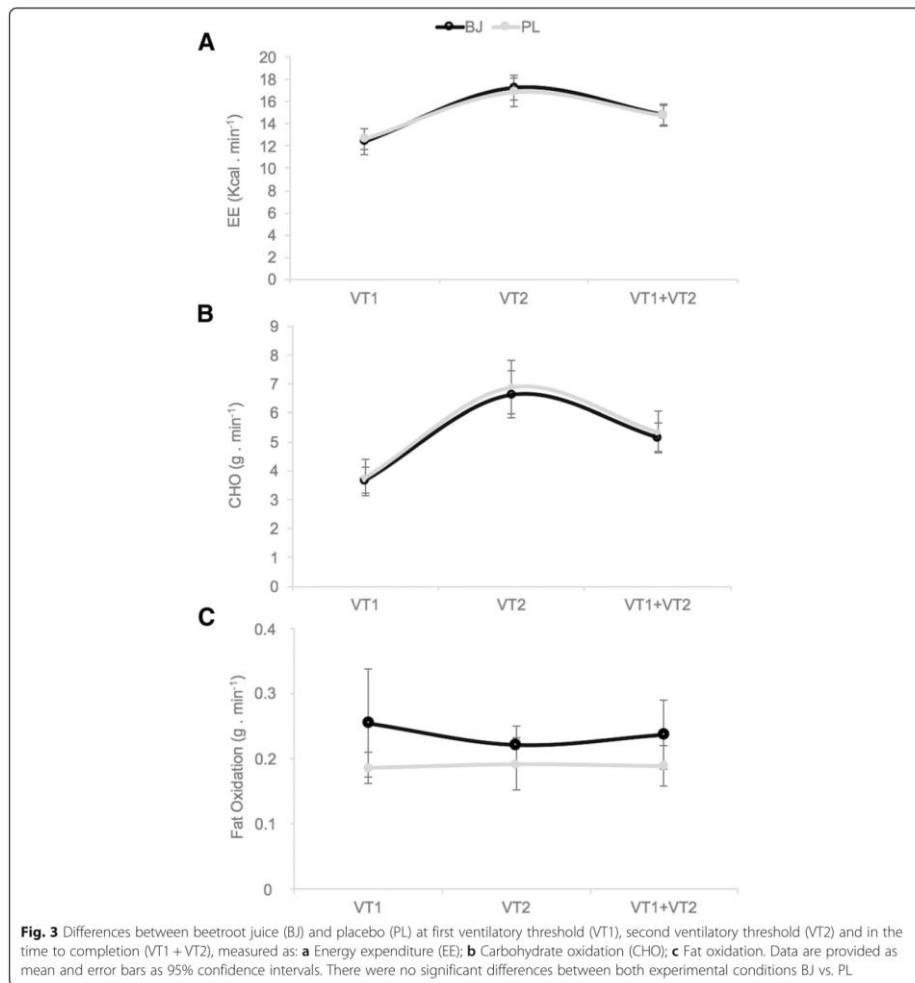 BJ PL
A
20
18
16
14
12
10
8
6
4
2
0
EE (Kcal . min⁻¹)
VT1 VT2 VT1+VT2
B
9
8
7
6
5
4
3
2
1
0
CHO (g . min⁻¹)
VT1 VT2 VT1+VT2
C
0.4
0.3
0.2
0.1
0
Fat Oxidation (g . min⁻¹)
VT1 VT2 VT1+VT2
Fig. 3 Differences between beetroot juice (BJ) and placebo (PL) at first ventilatory threshold (VT1), second ventilatory threshold (VT2) and in the
time to completion (VT1 + VT2), measured as: a Energy expenditure (EE); b Carbohydrate oxidation (CHO); c Fat oxidation. Data are provided as
mean and error bars as 95% confidence intervals. There were no significant differences between both experimental conditions BJ vs. PL